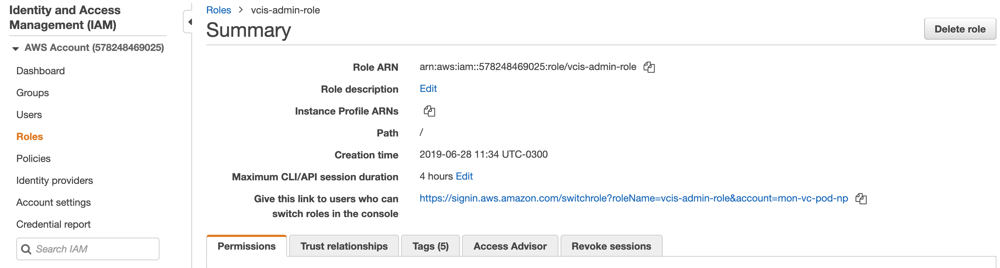 Identity and Access
Management (IAM)
AWS Account (578248469025)
Dashboard
Groups
Users
Roles
Policies
Identity providers
Account settings
Credential report
Search IAM
Roles > vcis-admin-role
Summary
Delete role
Role ARN arn:aws:iam::578248469025:role/vcis-admin-role
Role description Edit
Instance Profile ARNs
Path /
Creation time 2019-06-28 11:34 UTC-0300
Maximum CLI/API session duration 4 hours Edit
Give this link to users who can https://signin.aws.amazon.com/switchrole?roleName=vcis-admin-role&account=mon-vc-pod-np
switch roles in the console
Permissions Trust relationships Tags (5) Access Advisor Revoke sessions